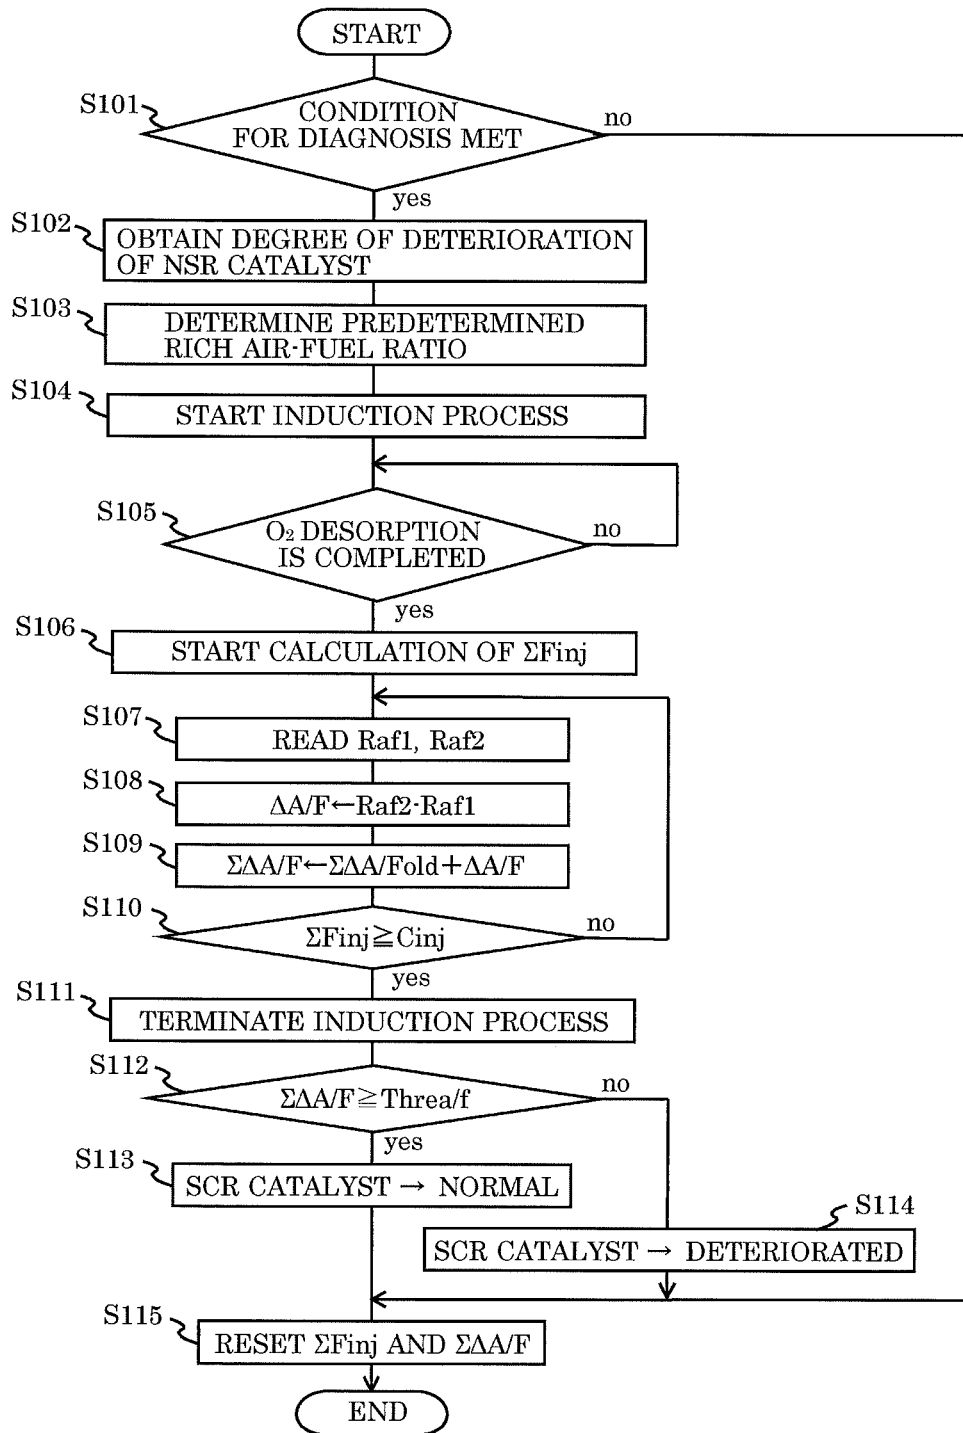 START
S101
CONDITION
FOR DIAGNOSIS MET
no
yes
S102
OBTAIN DEGREE OF DETERIORATION
OF NSR CATALYST
S103
DETERMINE PREDETERMINED
RICH AIR-FUEL RATIO
S104
START INDUCTION PROCESS
S105
O₂ DESORPTION
IS COMPLETED
no
yes
S106
START CALCULATION OF ΣFinj
S107
READ Raf1, Raf2
S108
ΔA/F←Raf2-Raf1
S109
ΣΔA/F←ΣΔA/Fold+ΔA/F
S110
ΣFinj≧Cinj
no
yes
S111
TERMINATE INDUCTION PROCESS
S112
ΣΔA/F≧Threa/f
no
yes
S113
SCR CATALYST → NORMAL
S114
SCR CATALYST → DETERIORATED
S115
RESET ΣFinj AND ΣΔA/F
END